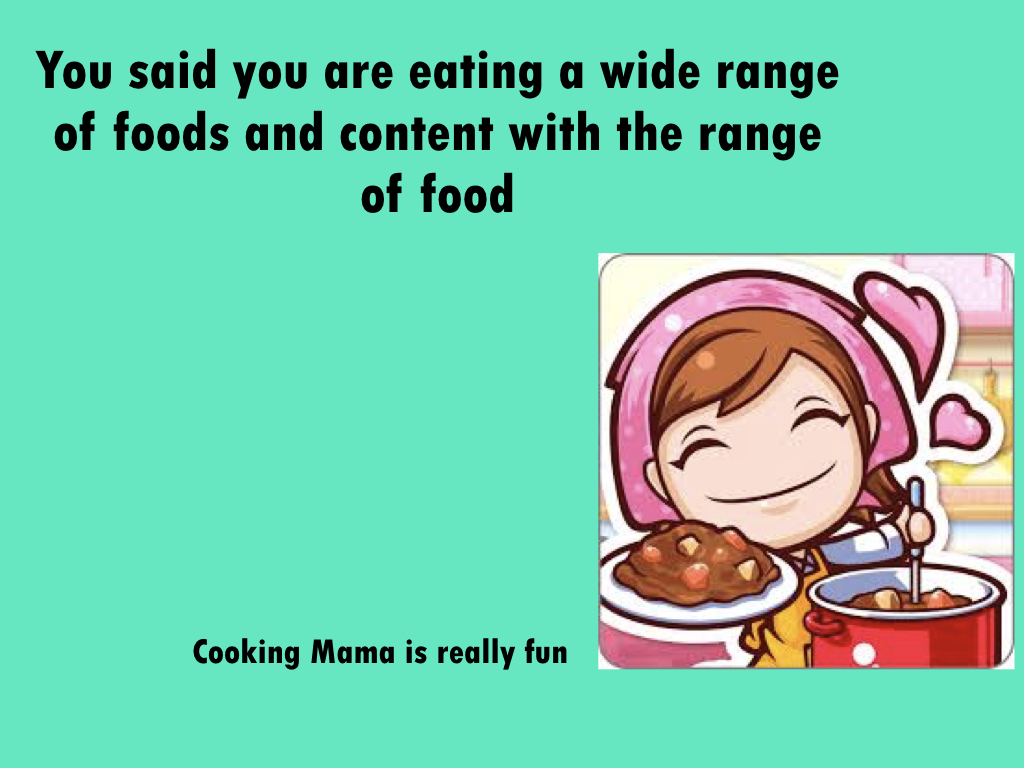 You said you are eating a wide range
of foods and content with the range
of food
Cooking Mama is really fun